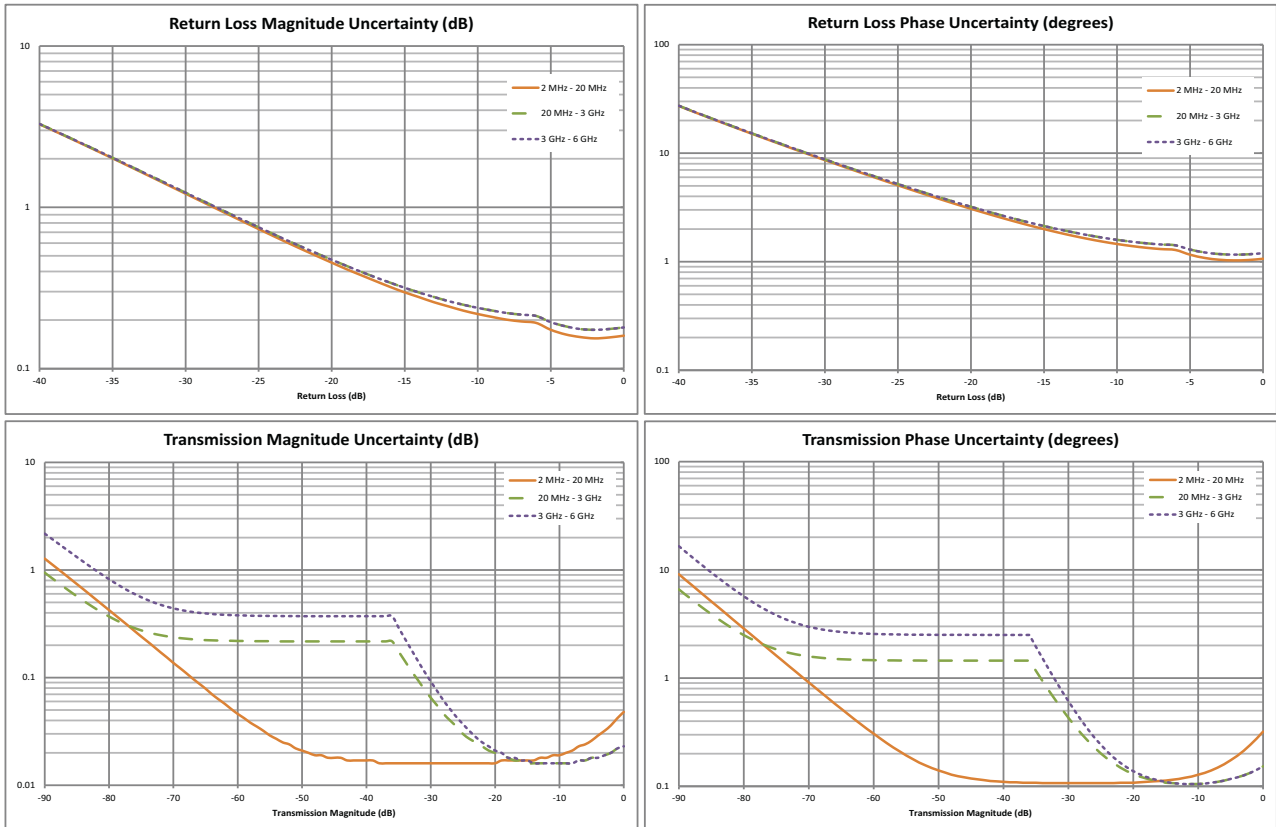 Return Loss Magnitude Uncertainty (dB)
10
1
0.1
2 MHz - 20 MHz
20 MHz - 3 GHz
3 GHz - 6 GHz
-40 -35 -30 -25 -20 -15 -10 -5 0
Return Loss (dB)
Return Loss Phase Uncertainty (degrees)
100
10
1
0.1
2 MHz - 20 MHz
20 MHz - 3 GHz
3 GHz - 6 GHz
-40 -35 -30 -25 -20 -15 -10 -5 0
Return Loss (dB)
Transmission Magnitude Uncertainty (dB)
10
1
0.1
0.01
2 MHz - 20 MHz
20 MHz - 3 GHz
3 GHz - 6 GHz
-90 -80 -70 -60 -50 -40 -30 -20 -10 0
Transmission Magnitude (dB)
Transmission Phase Uncertainty (degrees)
100
10
1
0.1
2 MHz - 20 MHz
20 MHz - 3 GHz
3 GHz - 6 GHz
-90 -80 -70 -60 -50 -40 -30 -20 -10 0
Transmission Magnitude (dB)